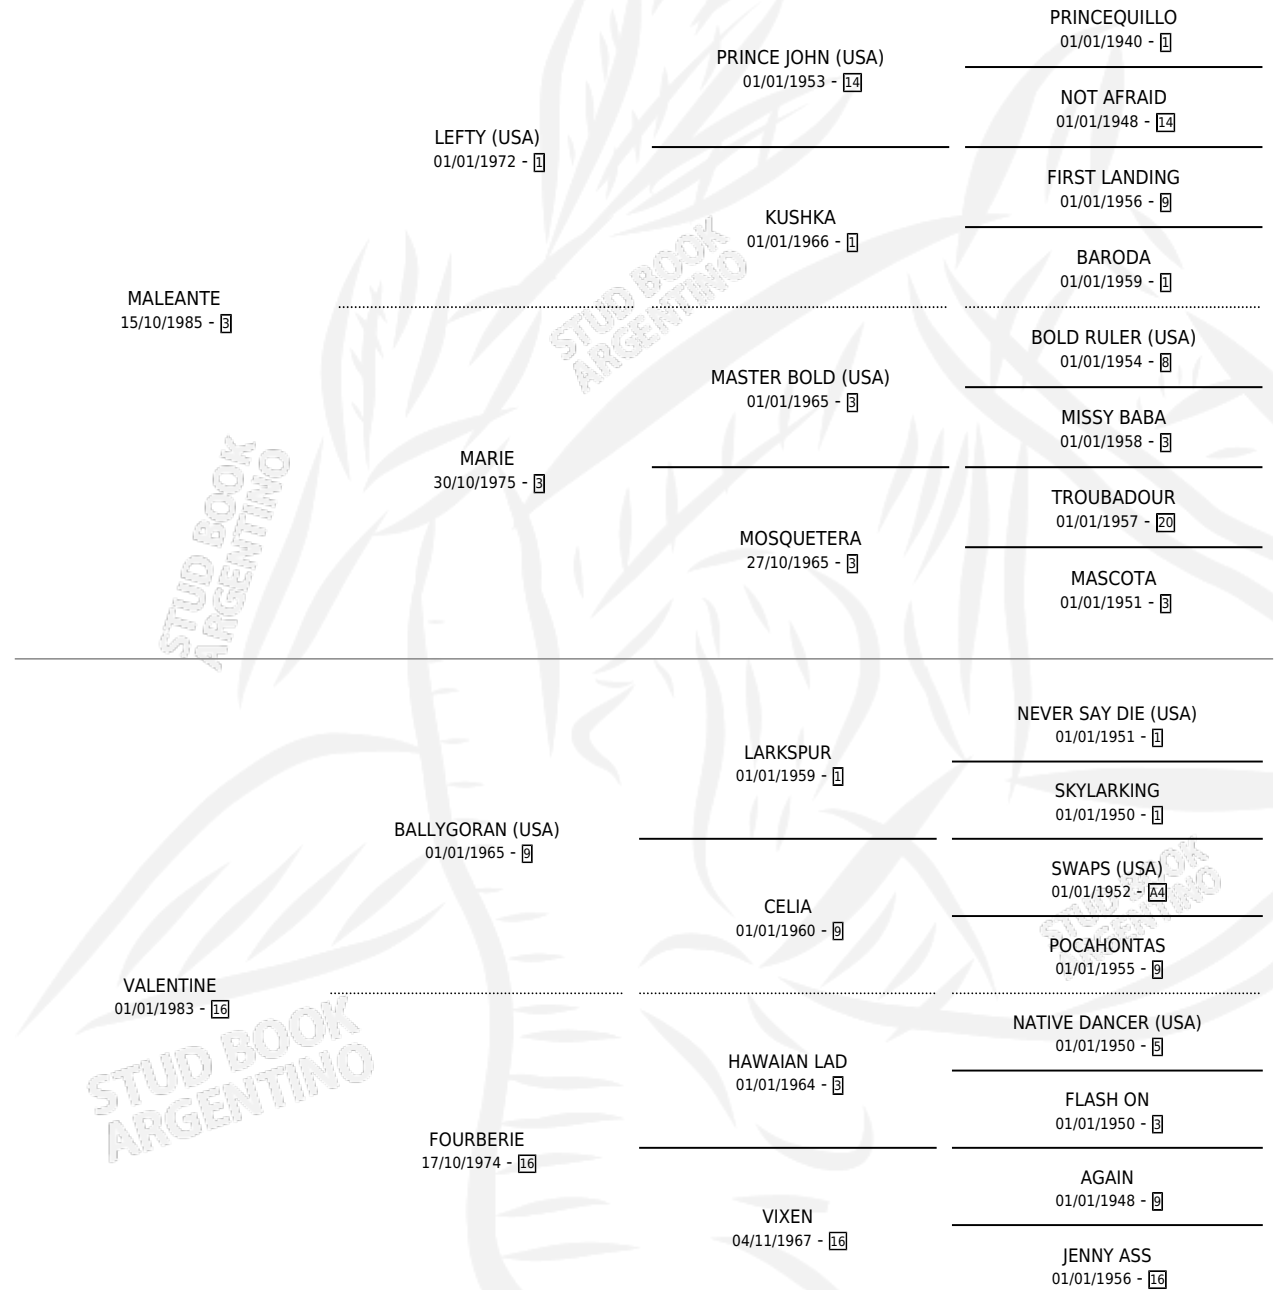 PRINCEQUILLO
01/01/1940 - 1
PRINCE JOHN (USA)
01/01/1953 - 14
NOT AFRAID
01/01/1948 - 14
LEFTY (USA)
01/01/1972 - 1
FIRST LANDING
01/01/1956 - 9
KUSHKA
01/01/1966 - 1
BARODA
01/01/1959 - 1
MALEANTE
15/10/1985 - 3
BOLD RULER (USA)
01/01/1954 - 8
MASTER BOLD (USA)
01/01/1965 - 3
MISSY BABA
01/01/1958 - 3
MARIE
30/10/1975 - 3
TROUBADOUR
01/01/1957 - 20
MOSQUETERA
27/10/1965 - 3
MASCOTA
01/01/1951 - 3
NEVER SAY DIE (USA)
01/01/1951 - 1
LARKSPUR
01/01/1959 - 1
SKYLARKING
01/01/1950 - 1
BALLYGORAN (USA)
01/01/1965 - 9
SWAPS (USA)
01/01/1952 - A4
CELIA
01/01/1960 - 9
POCAHONTAS
01/01/1955 - 9
VALENTINE
01/01/1983 - 16
NATIVE DANCER (USA)
01/01/1950 - 5
HAWAIAN LAD
01/01/1964 - 3
FLASH ON
01/01/1950 - 3
FOURBERIE
17/10/1974 - 16
AGAIN
01/01/1948 - 9
VIXEN
04/11/1967 - 16
JENNY ASS
01/01/1956 - 16
STUD BOOK
ARGENTINO
STUD BOOK
ARGENTINO
STUD BOOK
ARGENTINO
STUD BOOK
ARGENTINO